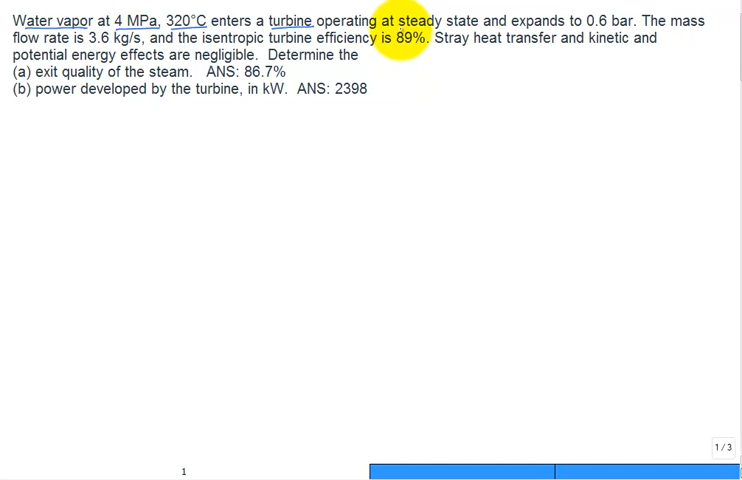 Water vapor at 4 MPa, 320°C enters a turbine operating at steady state and expands to 0.6 bar. The mass
flow rate is 3.6 kg/s, and the isentropic turbine efficiency is 89%. Stray heat transfer and kinetic and
potential energy effects are negligible. Determine the
(a) exit quality of the steam. ANS: 86.7%
(b) power developed by the turbine, in kW. ANS: 2398
1 / 3
1